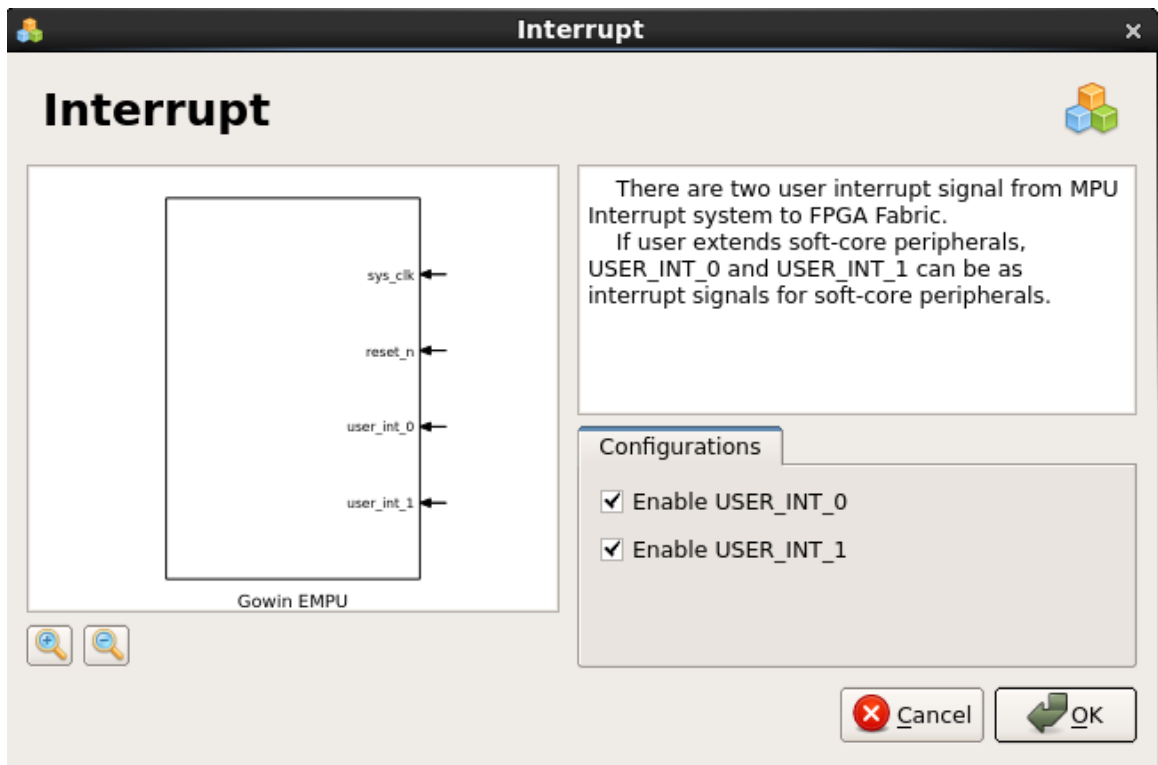 Interrupt
Interrupt
sys_clk
reset_n
user_int_0
user_int_1
Gowin EMPU
There are two user interrupt signal from MPU
Interrupt system to FPGA Fabric.
If user extends soft-core peripherals,
USER_INT_0 and USER_INT_1 can be as
interrupt signals for soft-core peripherals.
Configurations
Enable USER_INT_0
Enable USER_INT_1
Cancel
OK